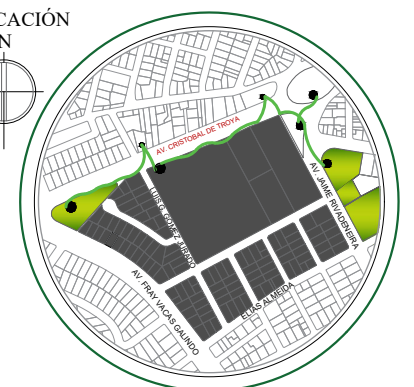 CACIÓN
N
AV. CRISTOBAL DE TROYA
LUIS G. GOMEZ JURADO
AV. JAIME RIVADENEIRA
ELIAS ALMEIDA
AV. FRAY VACAS GALINDO